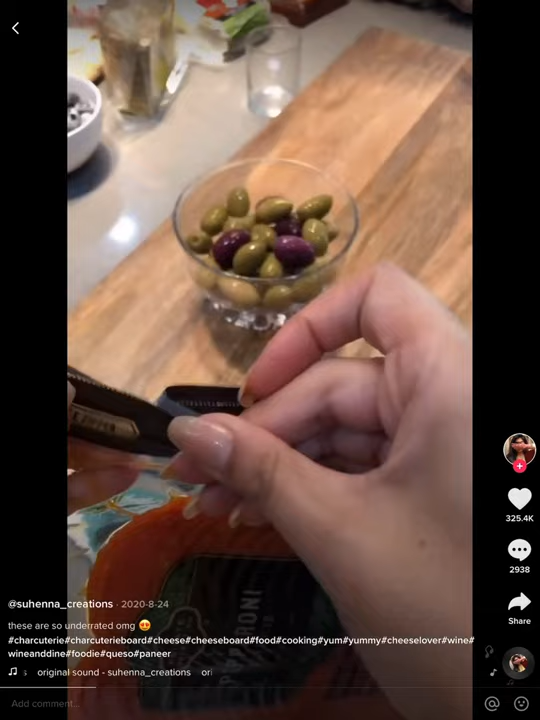 @suhenna_creations · 2020-8-24
these are so underrated omg 😍
#charcuterie#charcuterieboard#cheese#cheeseboard#food#cooking#yum#yummy#cheeselover#wine#
wineanddine#foodie#queso#paneer
original sound - suhenna_creations ori
325.4K
2938
Share
Add comment...